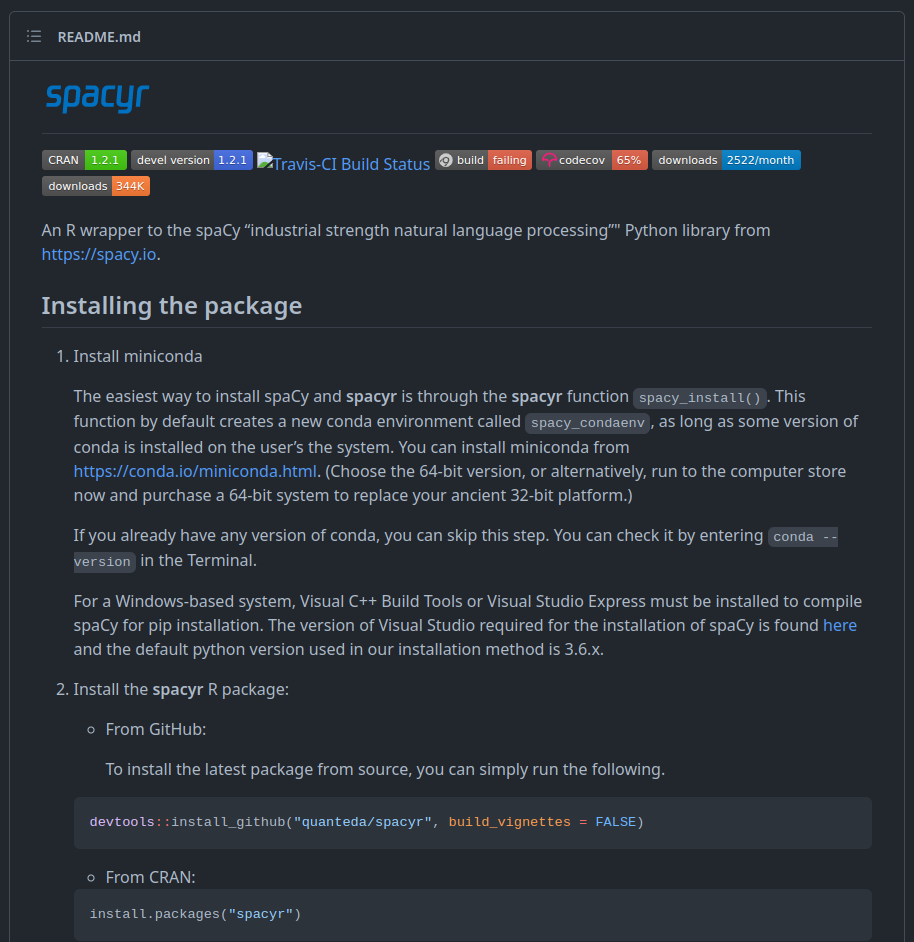 README.md
spacyr
CRAN 1.2.1 devel version 1.2.1 Travis-CI Build Status build failing codecov 65% downloads 2522/month
downloads 344K
An R wrapper to the spaCy “industrial strength natural language processing”" Python library from
https://spacy.io.
Installing the package
1. Install miniconda
The easiest way to install spaCy and spacyr is through the spacyr function spacy_install(). This
function by default creates a new conda environment called spacy_condaenv, as long as some version of
conda is installed on the user’s the system. You can install miniconda from
https://conda.io/miniconda.html. (Choose the 64-bit version, or alternatively, run to the computer store
now and purchase a 64-bit system to replace your ancient 32-bit platform.)
If you already have any version of conda, you can skip this step. You can check it by entering conda --
version in the Terminal.
For a Windows-based system, Visual C++ Build Tools or Visual Studio Express must be installed to compile
spaCy for pip installation. The version of Visual Studio required for the installation of spaCy is found here
and the default python version used in our installation method is 3.6.x.
2. Install the spacyr R package:
From GitHub:
To install the latest package from source, you can simply run the following.
devtools::install_github("quanteda/spacyr", build_vignettes = FALSE)
From CRAN:
install.packages("spacyr")